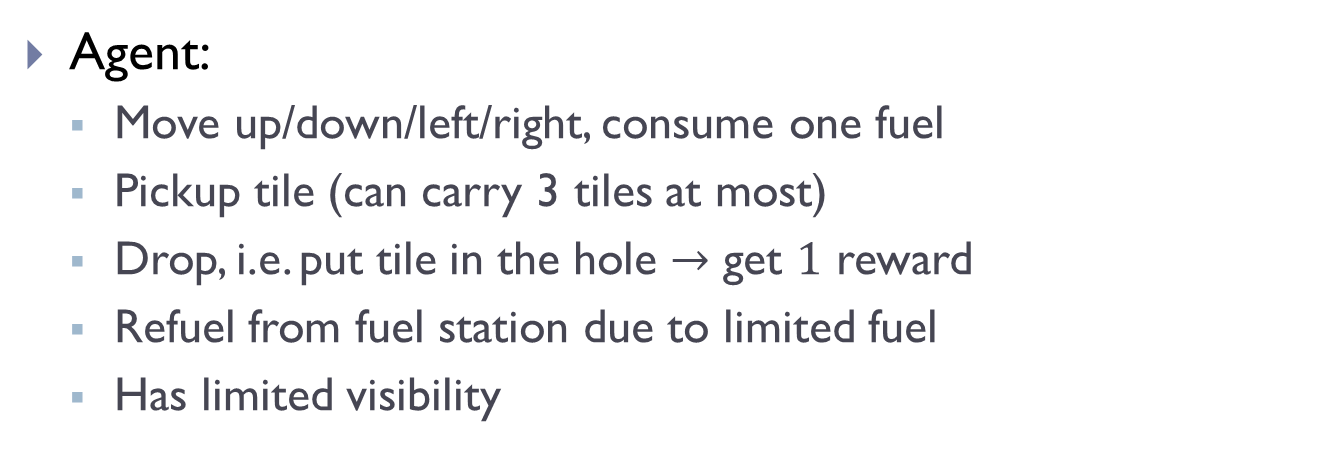 Agent:
Move up/down/left/right, consume one fuel
Pickup tile (can carry 3 tiles at most)
Drop, i.e. put tile in the hole → get 1 reward
Refuel from fuel station due to limited fuel
Has limited visibility